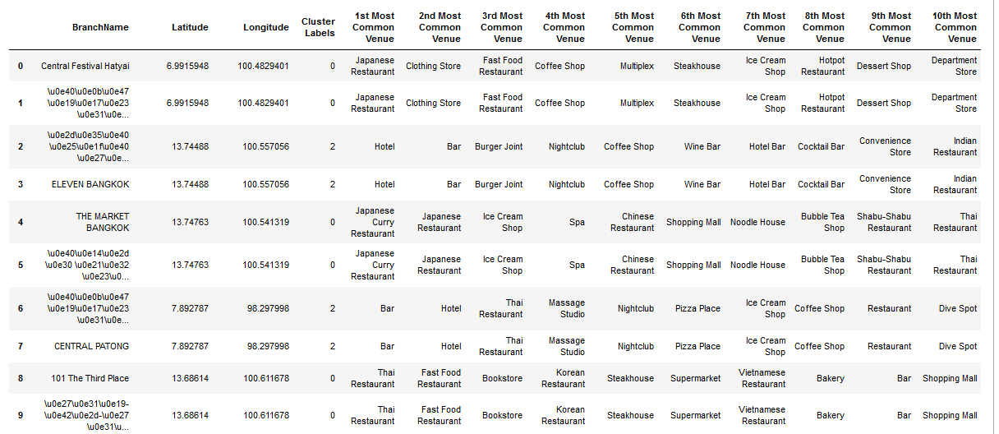 BranchName Latitude Longitude Cluster Labels 1st Most Common Venue 2nd Most Common Venue 3rd Most Common Venue 4th Most Common Venue 5th Most Common Venue 6th Most Common Venue 7th Most Common Venue 8th Most Common Venue 9th Most Common Venue 10th Most Common Venue
0 Central Festival Hatyai 6.9915948 100.4829401 0 Japanese Restaurant Clothing Store Fast Food Restaurant Coffee Shop Multiplex Steakhouse Ice Cream Shop Hotpot Restaurant Dessert Shop Department Store
1 \u0e40\u0e0b\u0e47 \u0e19\u0e17\u0e23 \u0e31\u0e... 6.9915948 100.4829401 0 Japanese Restaurant Clothing Store Fast Food Restaurant Coffee Shop Multiplex Steakhouse Ice Cream Shop Hotpot Restaurant Dessert Shop Department Store
2 \u0e2d\u0e35\u0e40 \u0e25\u0e1f\u0e40 \u0e27\u0e... 13.74488 100.557056 2 Hotel Bar Burger Joint Nightclub Coffee Shop Wine Bar Hotel Bar Cocktail Bar Convenience Store Indian Restaurant
3 ELEVEN BANGKOK 13.74488 100.557056 2 Hotel Bar Burger Joint Nightclub Coffee Shop Wine Bar Hotel Bar Cocktail Bar Convenience Store Indian Restaurant
4 THE MARKET BANGKOK 13.74763 100.541319 0 Japanese Curry Restaurant Japanese Restaurant Ice Cream Shop Spa Chinese Restaurant Shopping Mall Noodle House Bubble Tea Shop Shabu-Shabu Restaurant Thai Restaurant
5 \u0e40\u0e14\u0e2d \u0e30 \u0e21\u0e32 \u0e23\u0... 13.74763 100.541319 0 Japanese Curry Restaurant Japanese Restaurant Ice Cream Shop Spa Chinese Restaurant Shopping Mall Noodle House Bubble Tea Shop Shabu-Shabu Restaurant Thai Restaurant
6 \u0e40\u0e0b\u0e47 \u0e19\u0e17\u0e23 \u0e31\u0e... 7.892787 98.297998 2 Bar Hotel Thai Restaurant Massage Studio Nightclub Pizza Place Ice Cream Shop Coffee Shop Restaurant Dive Spot
7 CENTRAL PATONG 7.892787 98.297998 2 Bar Hotel Thai Restaurant Massage Studio Nightclub Pizza Place Ice Cream Shop Coffee Shop Restaurant Dive Spot
8 101 The Third Place 13.68614 100.611678 0 Thai Restaurant Fast Food Restaurant Bookstore Korean Restaurant Steakhouse Supermarket Vietnamese Restaurant Bakery Bar Shopping Mall
9 \u0e27\u0e31\u0e19- \u0e42\u0e2d-\u0e27 \u0e31\u... 13.68614 100.611678 0 Thai Restaurant Fast Food Restaurant Bookstore Korean Restaurant Steakhouse Supermarket Vietnamese Restaurant Bakery Bar Shopping Mall